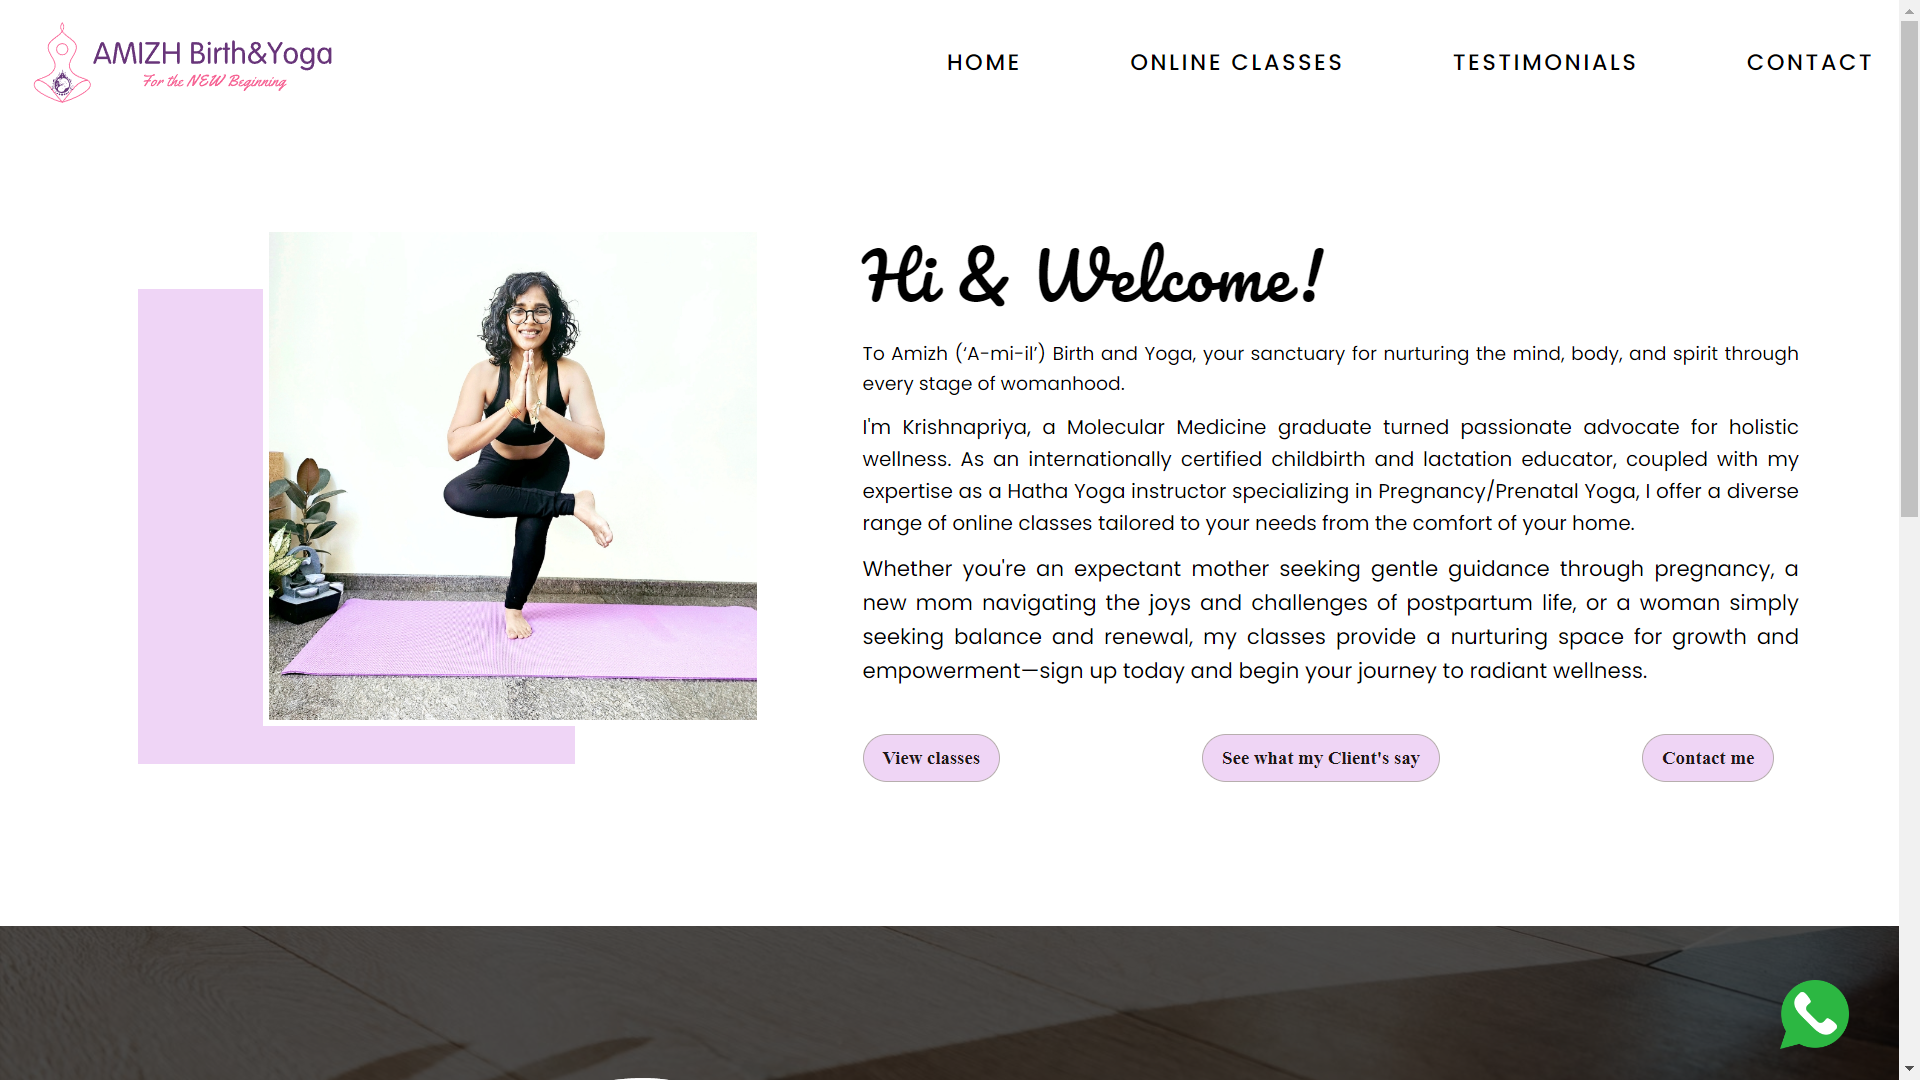 AMIZH Birth&Yoga
For the NEW Beginning
HOME
ONLINE CLASSES
TESTIMONIALS
CONTACT
Hi & Welcome!
To Amizh (‘A-mi-il’) Birth and Yoga, your sanctuary for nurturing the mind, body, and spirit through
every stage of womanhood.
I'm Krishnapriya, a Molecular Medicine graduate turned passionate advocate for holistic
wellness. As an internationally certified childbirth and lactation educator, coupled with my
expertise as a Hatha Yoga instructor specializing in Pregnancy/Prenatal Yoga, I offer a diverse
range of online classes tailored to your needs from the comfort of your home.
Whether you're an expectant mother seeking gentle guidance through pregnancy, a
new mom navigating the joys and challenges of postpartum life, or a woman simply
seeking balance and renewal, my classes provide a nurturing space for growth and
empowerment—sign up today and begin your journey to radiant wellness.
View classes
See what my Client's say
Contact me